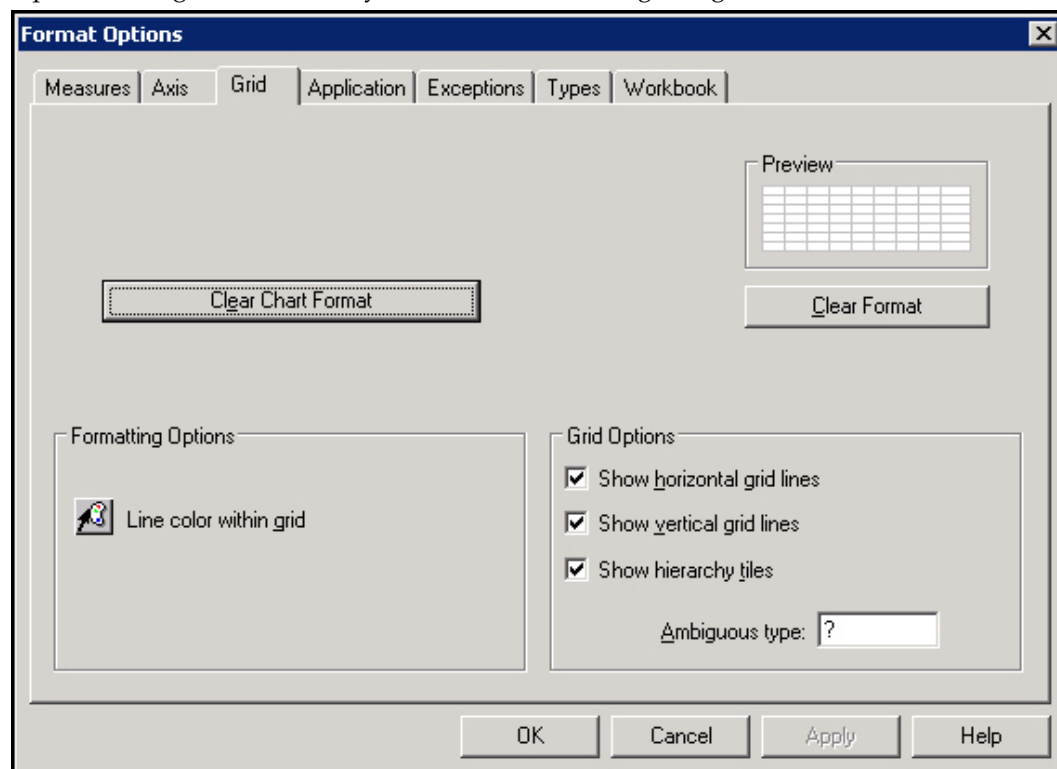 Format Options
Measures Axis Grid Application Exceptions Types Workbook
Preview
Clear Chart Format
Clear Format
Formatting Options
Grid Options
Show horizontal grid lines
Line color within grid
Show vertical grid lines
Show hierarchy tiles
Ambiguous type: ?
OK Cancel Apply Help